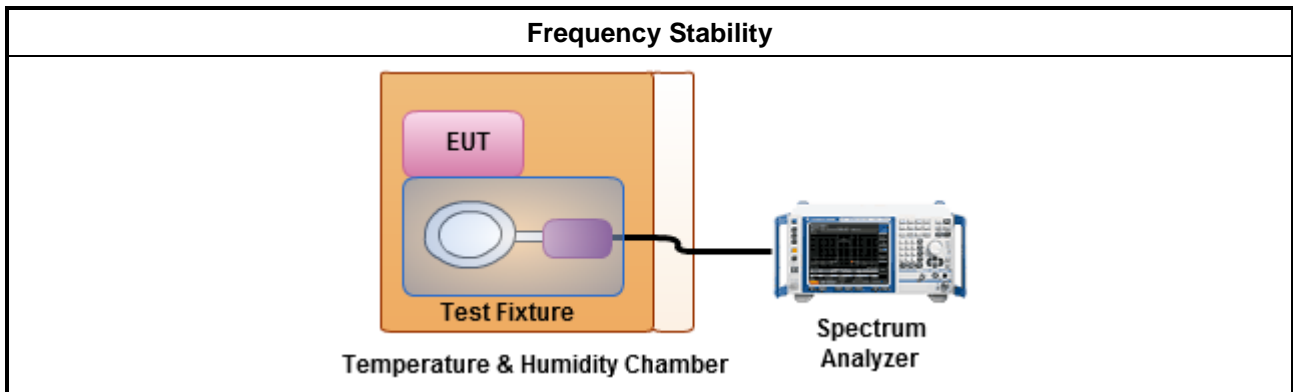 Frequency Stability
EUT
Test Fixture
Temperature & Humidity Chamber
Spectrum
Analyzer